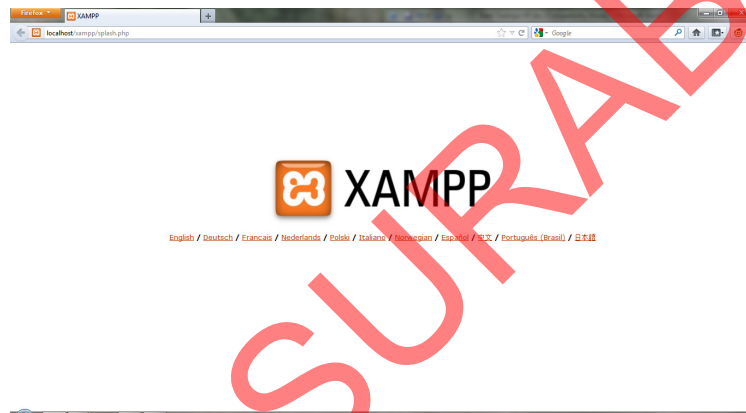 Firefox
XAMPP
localhost/xampp/splash.php
Google
XAMPP
English / Deutsch / Francais / Nederlands / Polski / Italiano / Norwegian / Español / 中文 / Português (Brasil) / 日本語
SURAB